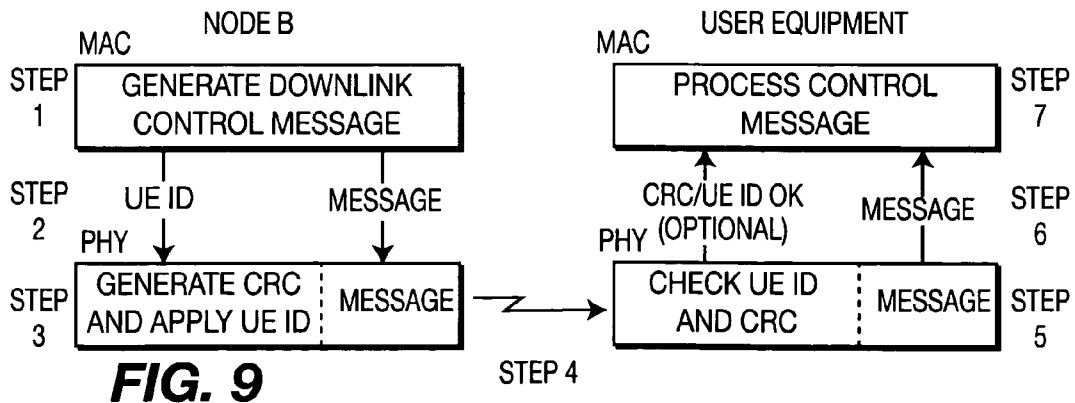 NODE B
USER EQUIPMENT
MAC
MAC
STEP 1
GENERATE DOWNLINK
CONTROL MESSAGE
PROCESS CONTROL
MESSAGE
STEP 7
STEP 2
UE ID
MESSAGE
CRC/UE ID OK
(OPTIONAL)
MESSAGE
STEP 6
PHY
PHY
STEP 3
GENERATE CRC
AND APPLY UE ID
MESSAGE
CHECK UE ID
AND CRC
MESSAGE
STEP 5
STEP 4
FIG. 9